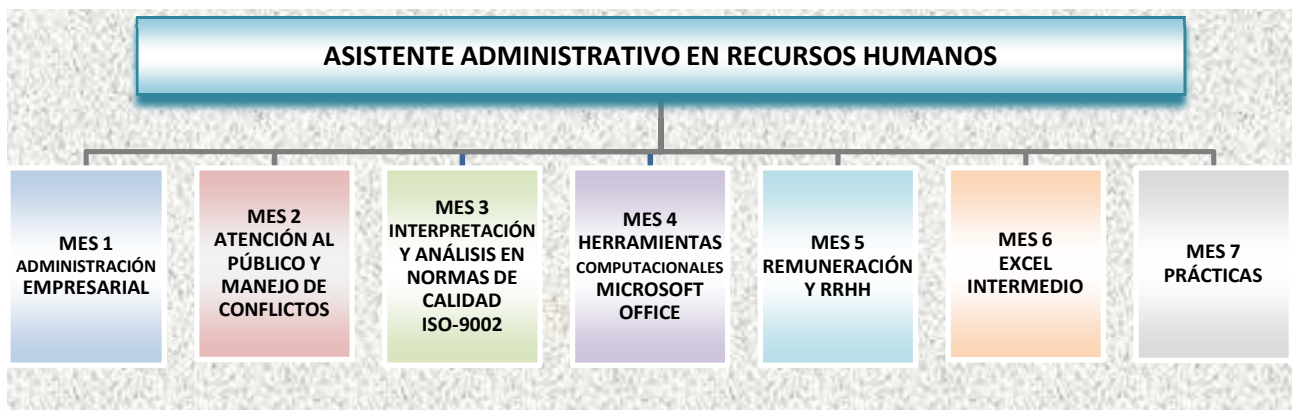 ASISTENTE ADMINISTRATIVO EN RECURSOS HUMANOS
MES 1
ADMINISTRACIÓN
EMPRESARIAL
MES 2
ATENCIÓN AL
PÚBLICO Y
MANEJO DE
CONFLICTOS
MES 3
INTERPRETACIÓN
Y ANÁLISIS EN
NORMAS DE
CALIDAD
ISO-9002
MES 4
HERRAMIENTAS
COMPUTACIONALES
MICROSOFT
OFFICE
MES 5
REMUNERACIÓN
Y RRHH
MES 6
EXCEL
INTERMEDIO
MES 7
PRÁCTICAS